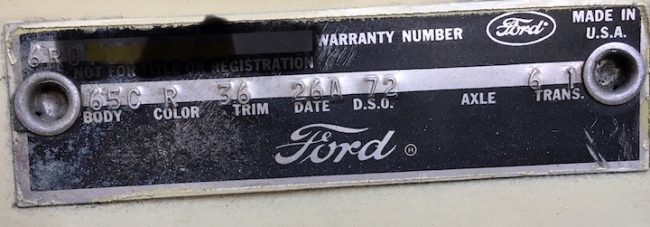 Ford MADE IN
6R0 WARRANTY NUMBER U.S.A.
NOT FOR TITLE OR REGISTRATION
65C R 36 26A 72 6 1
BODY COLOR TRIM DATE D.S.O. AXLE TRANS.
Ford